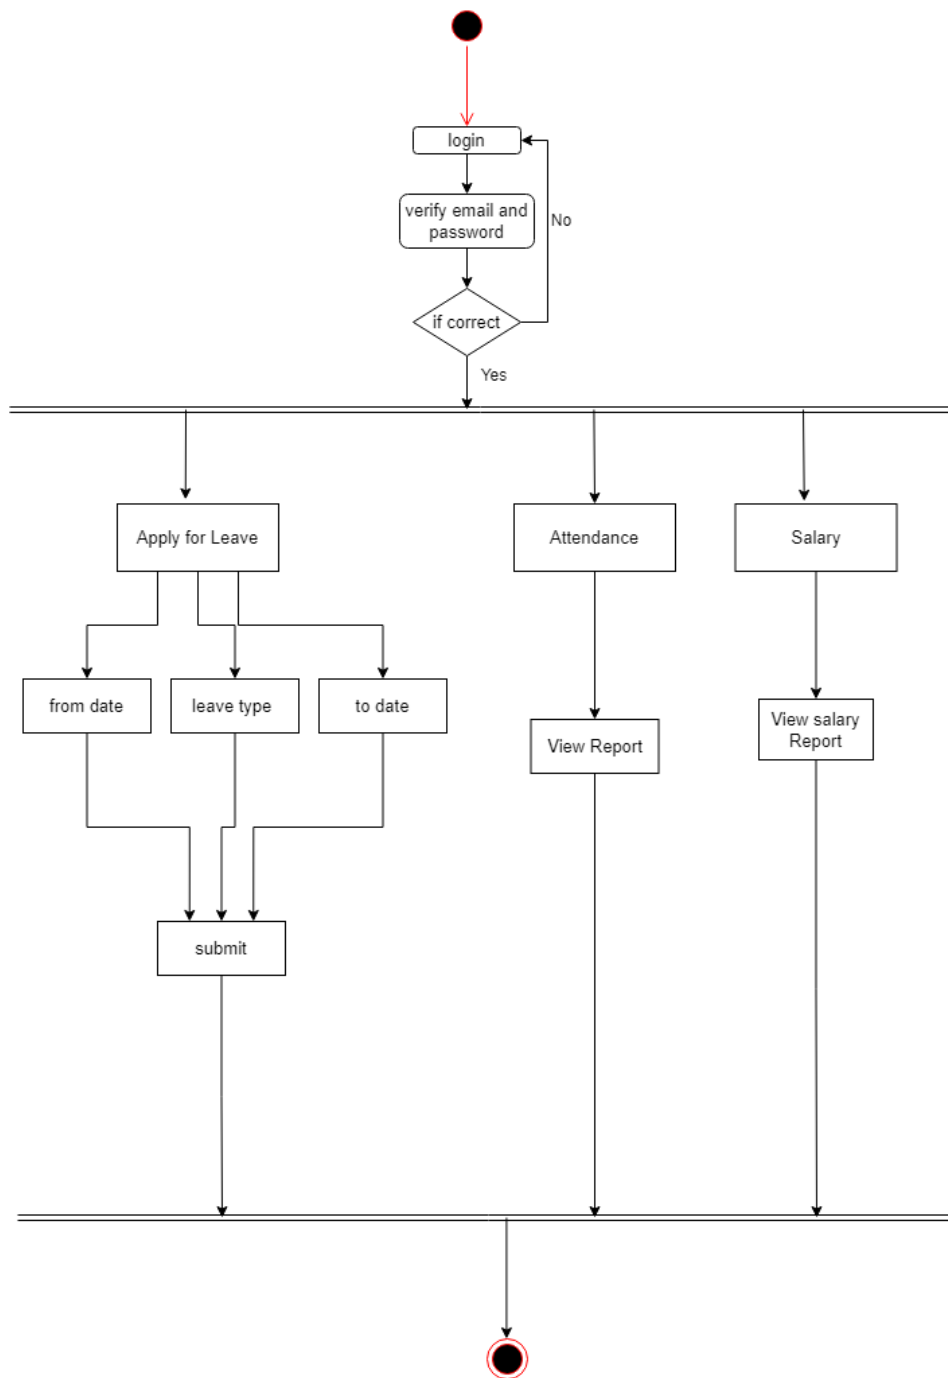 login
verify email and
password
No
if correct
Yes
Apply for Leave
Attendance
Salary
from date
leave type
to date
View Report
View salary
Report
submit